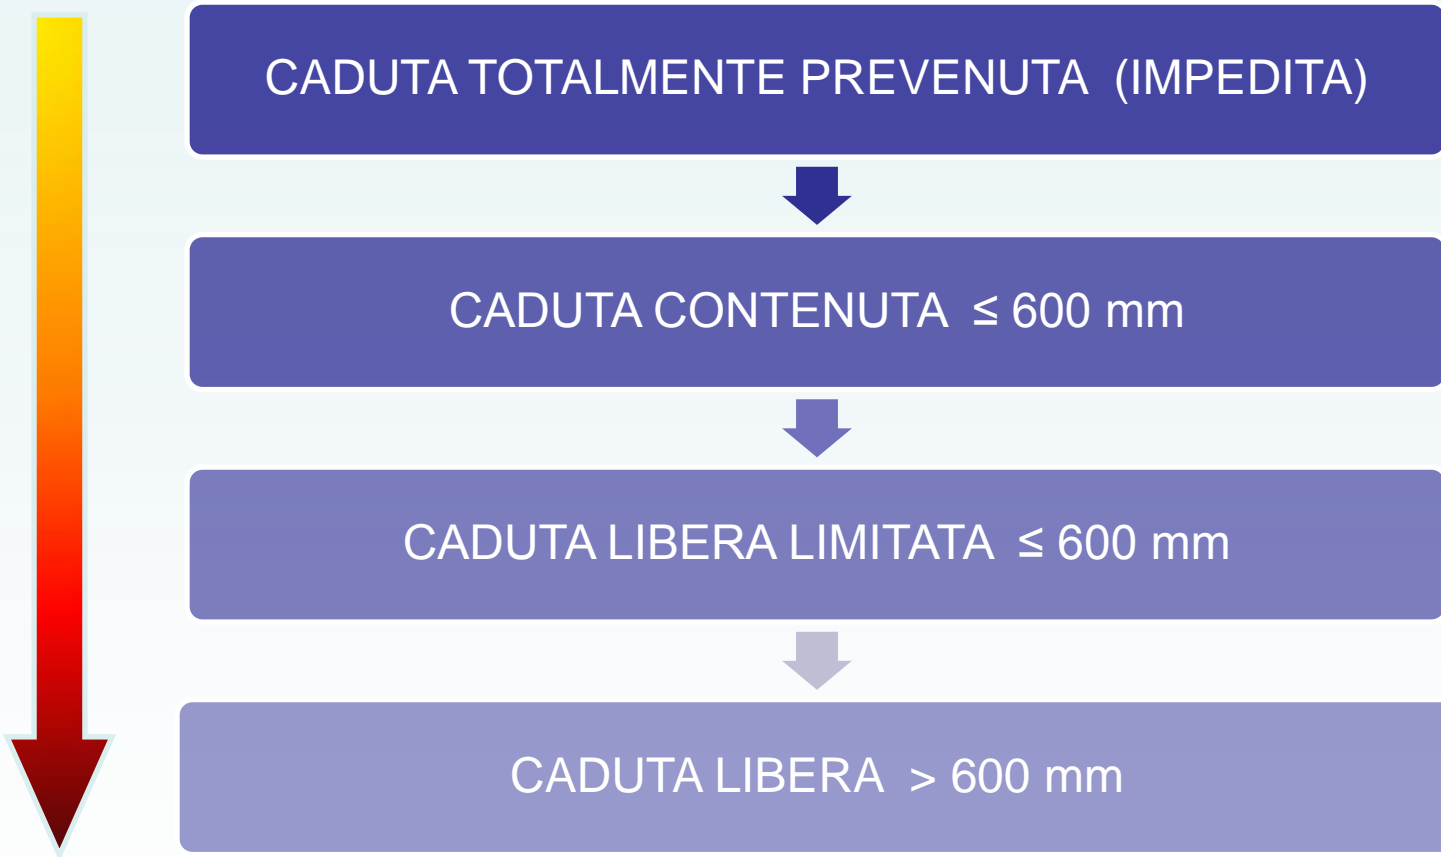 CADUTA TOTALMENTE PREVENUTA (IMPEDITA)
CADUTA CONTENUTA ≤ 600 mm
CADUTA LIBERA LIMITATA ≤ 600 mm
CADUTA LIBERA > 600 mm